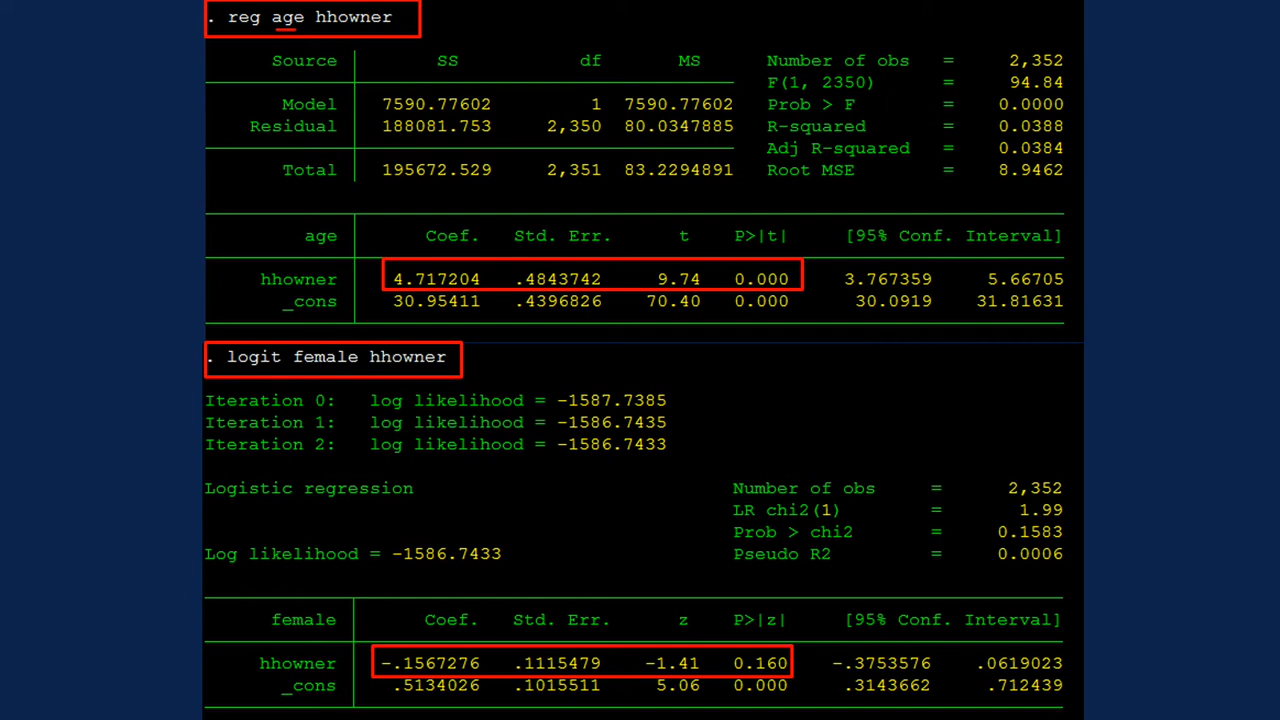 . reg age hhowner
Source SS df MS Number of obs = 2,352
F(1, 2350) = 94.84
Model 7590.77602 1 7590.77602 Prob > F = 0.0000
Residual 188081.753 2,350 80.0347885 R-squared = 0.0388
Adj R-squared = 0.0384
Total 195672.529 2,351 83.2294891 Root MSE = 8.9462
age Coef. Std. Err. t P>|t| [95% Conf. Interval]
hhowner 4.717204 .4843742 9.74 0.000 3.767359 5.66705
_cons 30.95411 .4396826 70.40 0.000 30.0919 31.81631
. logit female hhowner
Iteration 0: log likelihood = -1587.7385
Iteration 1: log likelihood = -1586.7435
Iteration 2: log likelihood = -1586.7433
Logistic regression Number of obs = 2,352
LR chi2(1) = 1.99
Prob > chi2 = 0.1583
Log likelihood = -1586.7433 Pseudo R2 = 0.0006
female Coef. Std. Err. z P>|z| [95% Conf. Interval]
hhowner -.1567276 .1115479 -1.41 0.160 -.3753576 .0619023
_cons .5134026 .1015511 5.06 0.000 .3143662 .712439